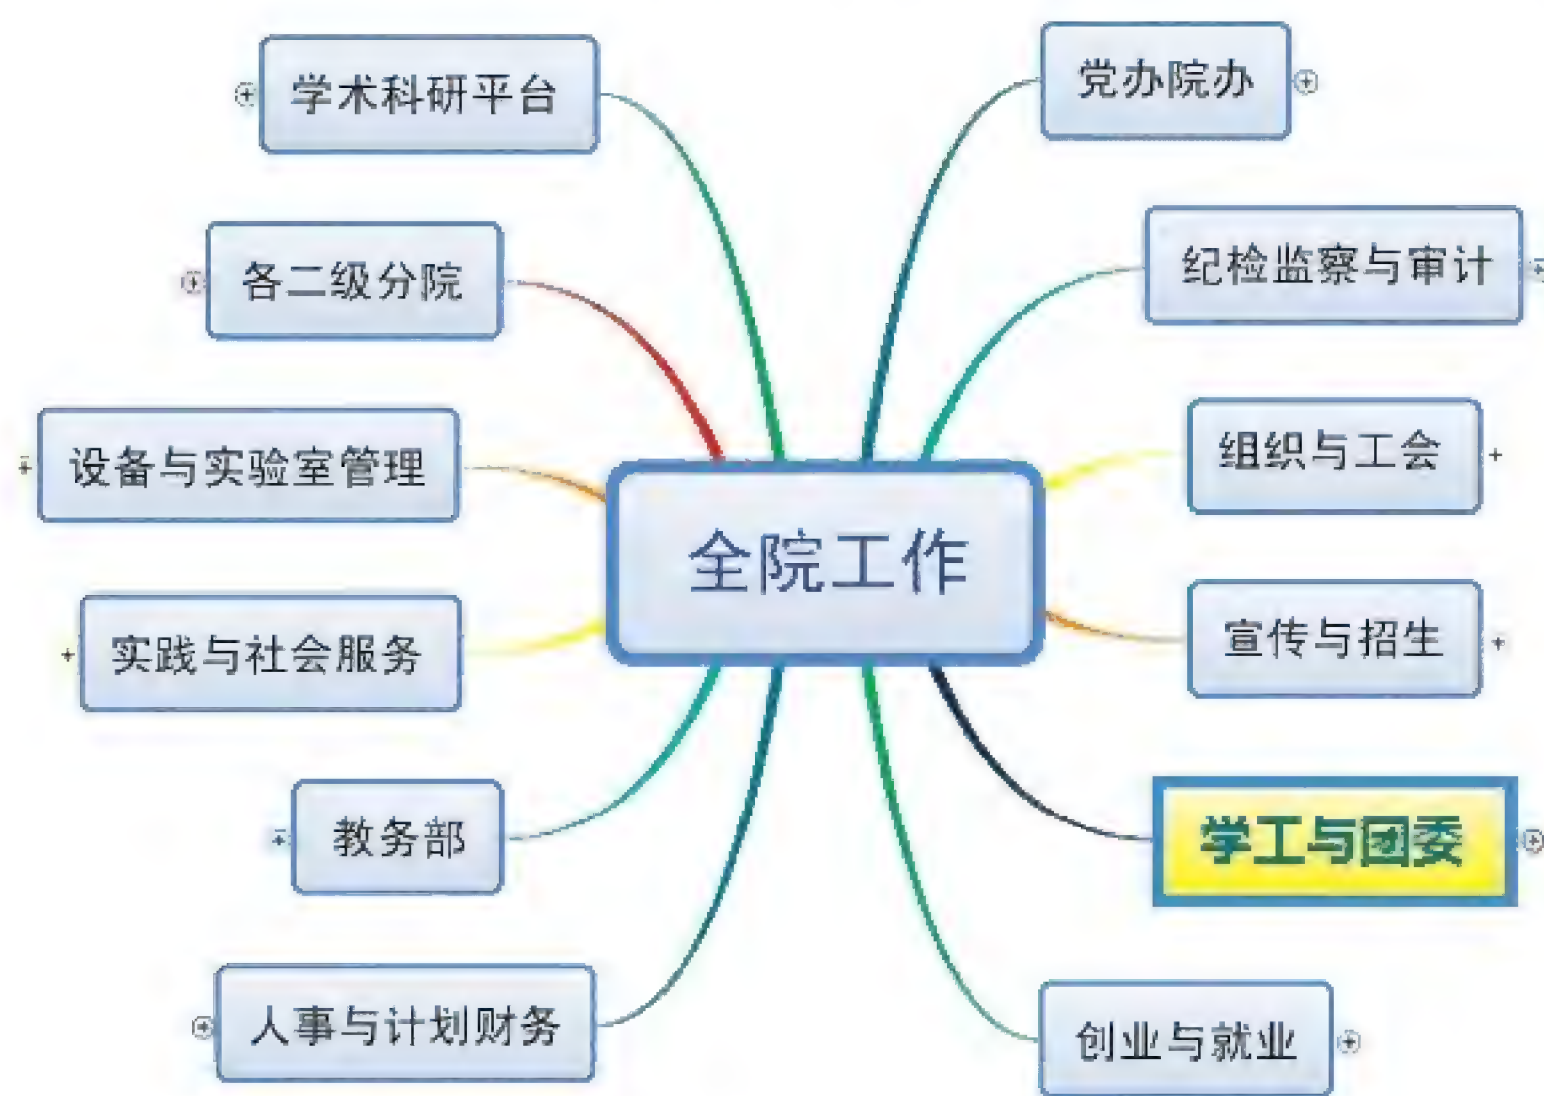 学术科研平台
党办院办
各二级分院
纪检监察与审计
设备与实验室管理
组织与工会
全院工作
实践与社会服务
宣传与招生
教务部
学工与团委
人事与计划财务
创业与就业